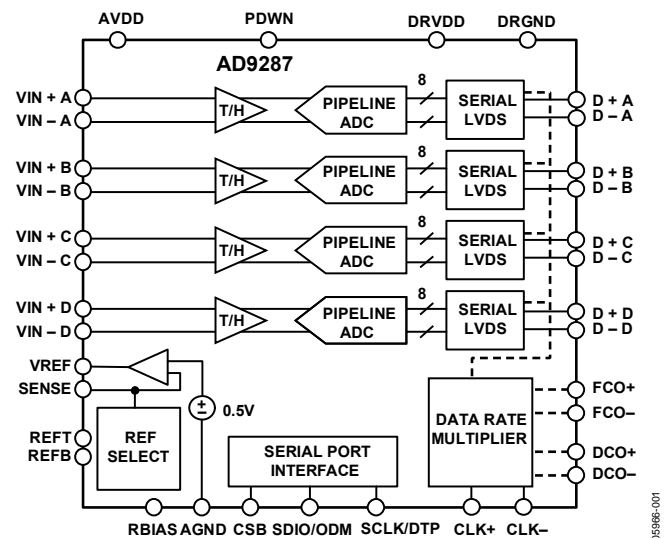 AVDD PDWN DRVDD DRGND
AD9287
VIN + A
VIN – A
T/H
PIPELINE
ADC
8
SERIAL
LVDS
D + A
D – A
VIN + B
VIN – B
T/H
PIPELINE
ADC
8
SERIAL
LVDS
D + B
D – B
VIN + C
VIN – C
T/H
PIPELINE
ADC
8
SERIAL
LVDS
D + C
D – C
VIN + D
VIN – D
T/H
PIPELINE
ADC
8
SERIAL
LVDS
D + D
D – D
VREF
SENSE
REFT
REFB
REF
SELECT
+
–
0.5V
SERIAL PORT
INTERFACE
DATA RATE
MULTIPLIER
FCO+
FCO–
DCO+
DCO–
RBIAS AGND CSB SDIO/ODM SCLK/DTP CLK+ CLK–
05966-001